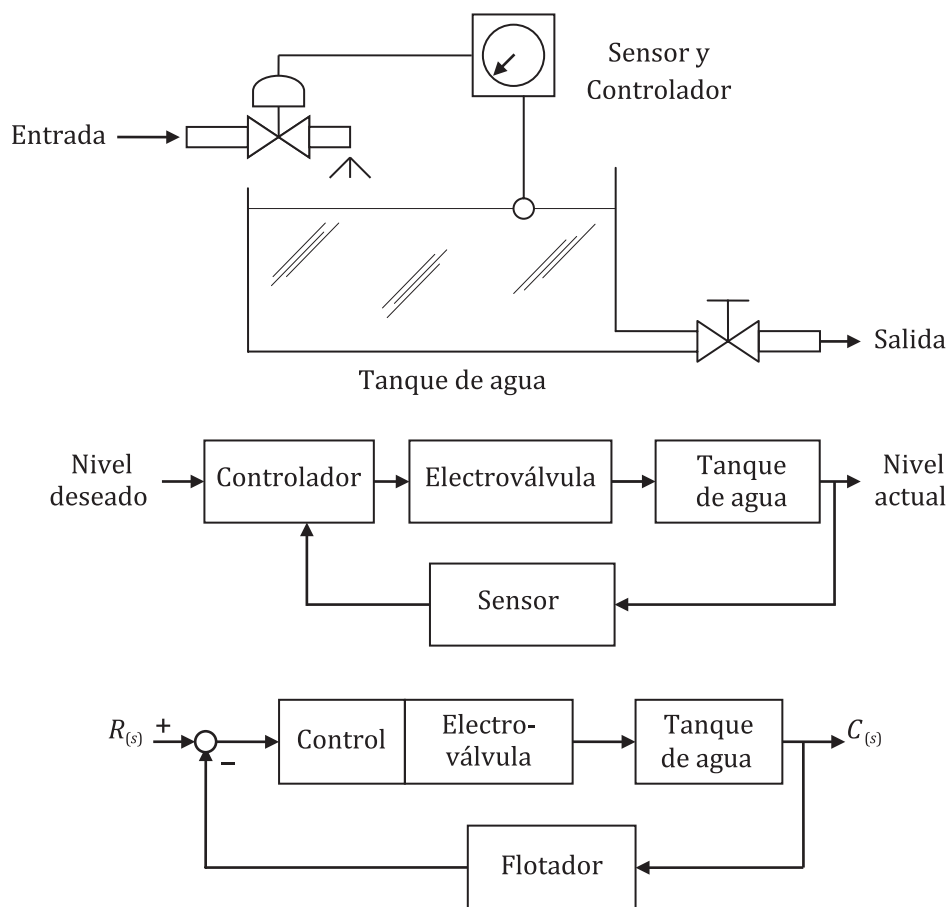 Sensor y
Controlador
Entrada
Salida
Tanque de agua
Nivel
deseado
Controlador
Electroválvula
Tanque
de agua
Nivel
actual
Sensor
R(s)
+
−
Control
Electro-
válvula
Tanque
de agua
C(s)
Flotador